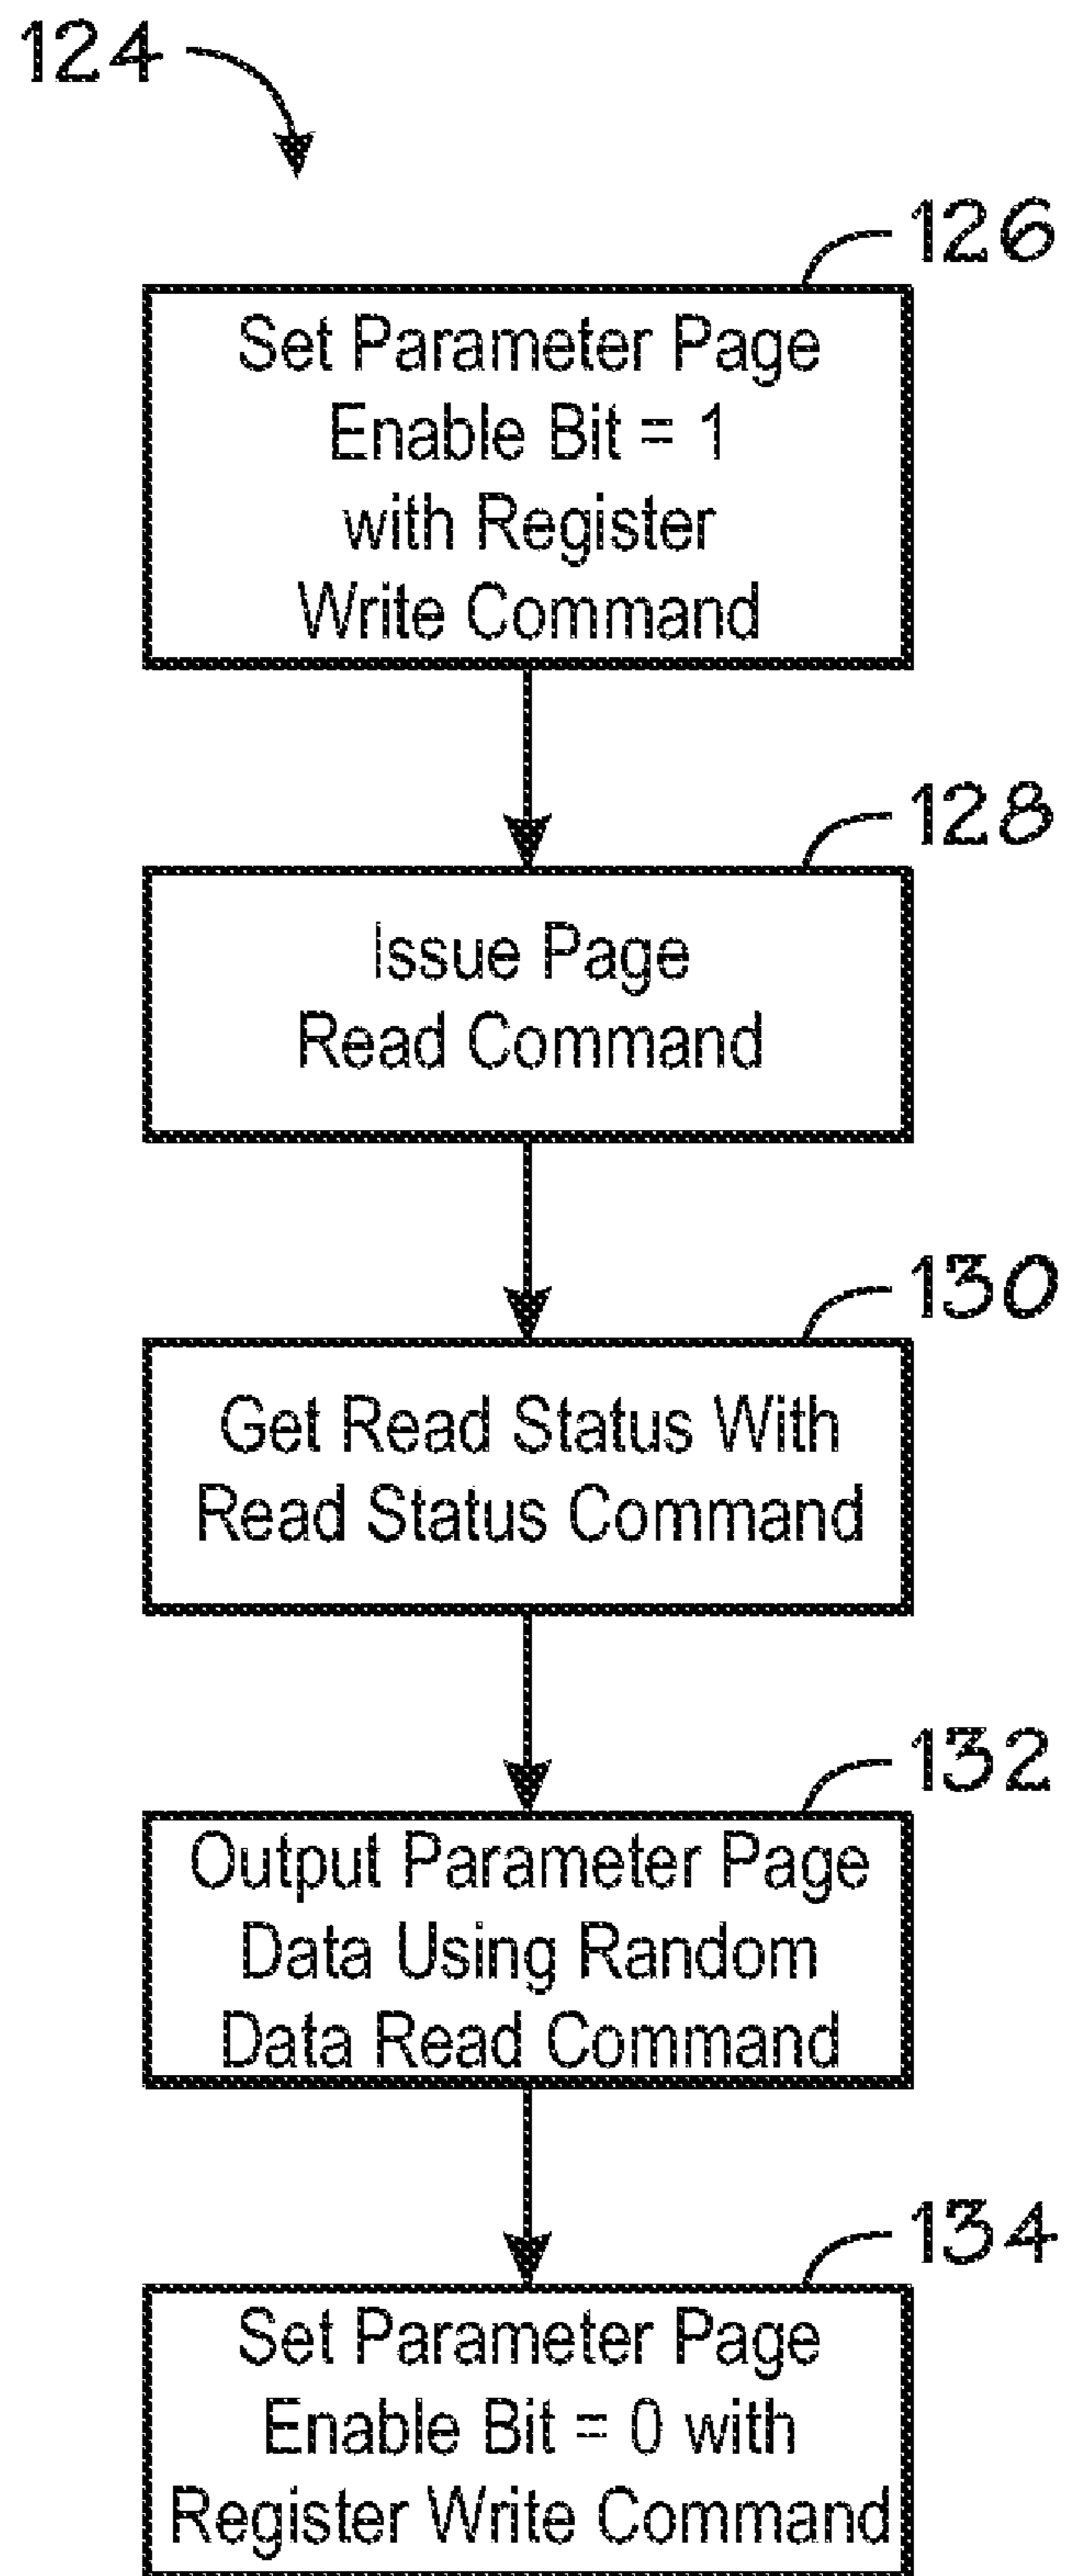 124
126
Set Parameter Page
Enable Bit = 1
with Register
Write Command
128
Issue Page
Read Command
130
Get Read Status With
Read Status Command
132
Output Parameter Page
Data Using Random
Data Read Command
134
Set Parameter Page
Enable Bit = 0 with
Register Write Command